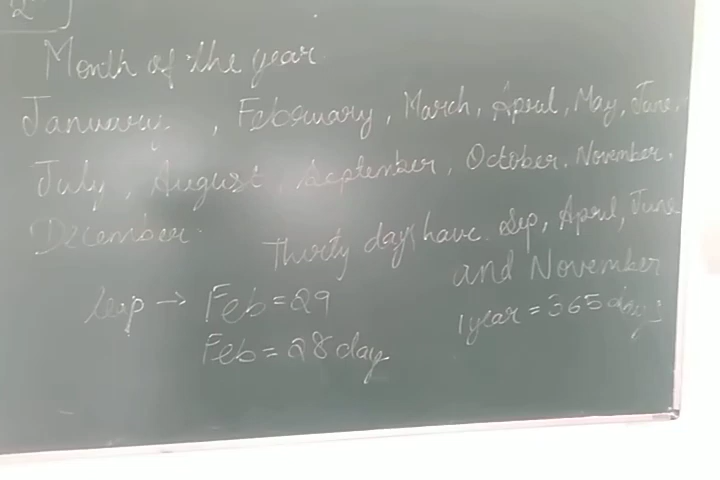 2
Month of the year
January, February, March, April, May, June,
July, August, September, October, November,
December.
Thirty days have Sep, April, June
and November
leap → Feb = 29
Feb = 28 day
1 year = 365 days